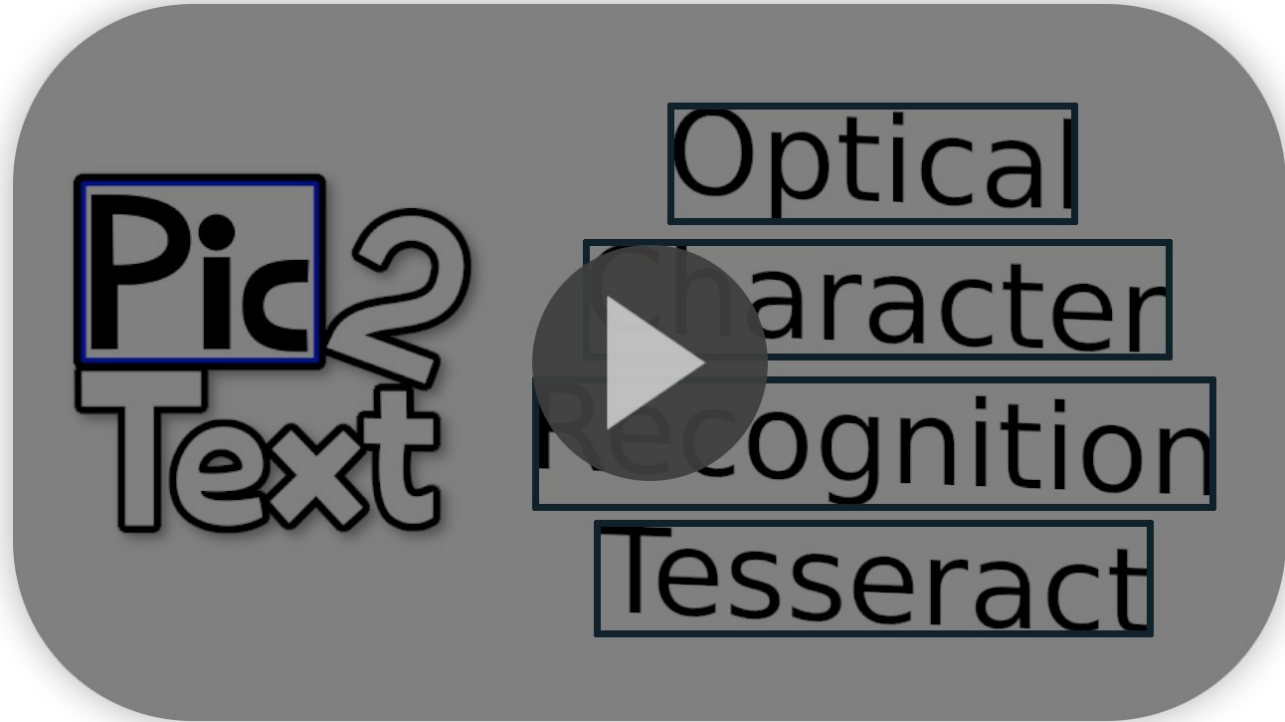 Pic2
Text
Optical
Character
Recognition
Tesseract